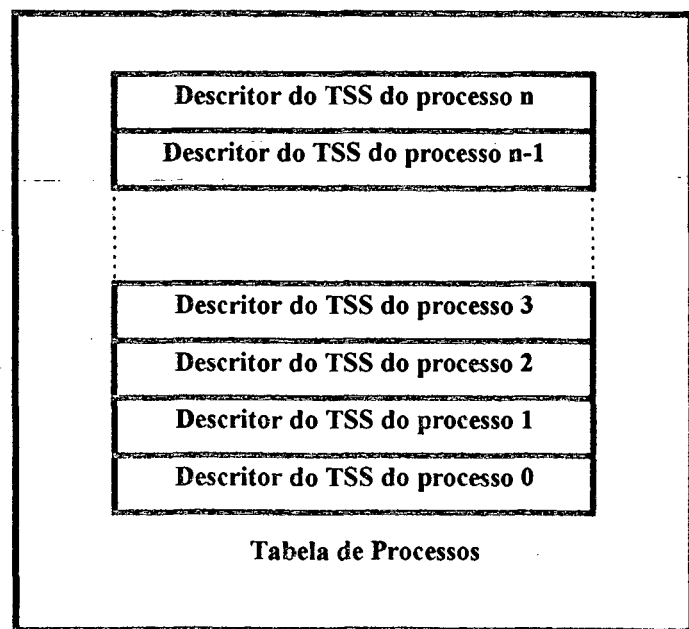 Descritor do TSS do processo n
Descritor do TSS do processo n-1
Descritor do TSS do processo 3
Descritor do TSS do processo 2
Descritor do TSS do processo 1
Descritor do TSS do processo 0
Tabela de Processos